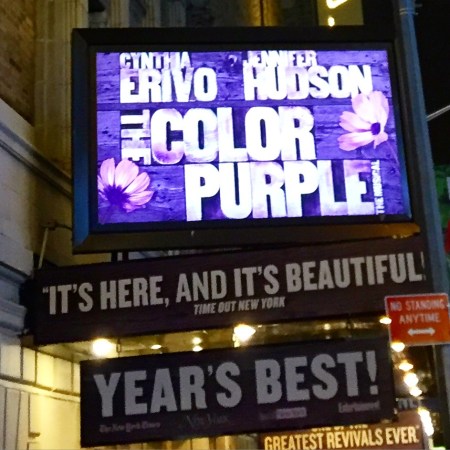 CYNTHIA JENNIFER
ERIVO HUDSON
THE COLOR
PURPLE
THE MUSICAL
"IT'S HERE, AND IT'S BEAUTIFUL!
TIME OUT NEW YORK
NO STANDING
ANYTIME
YEAR'S BEST!
The New York Times Entertainment
GREATEST REVIVALS EVER.